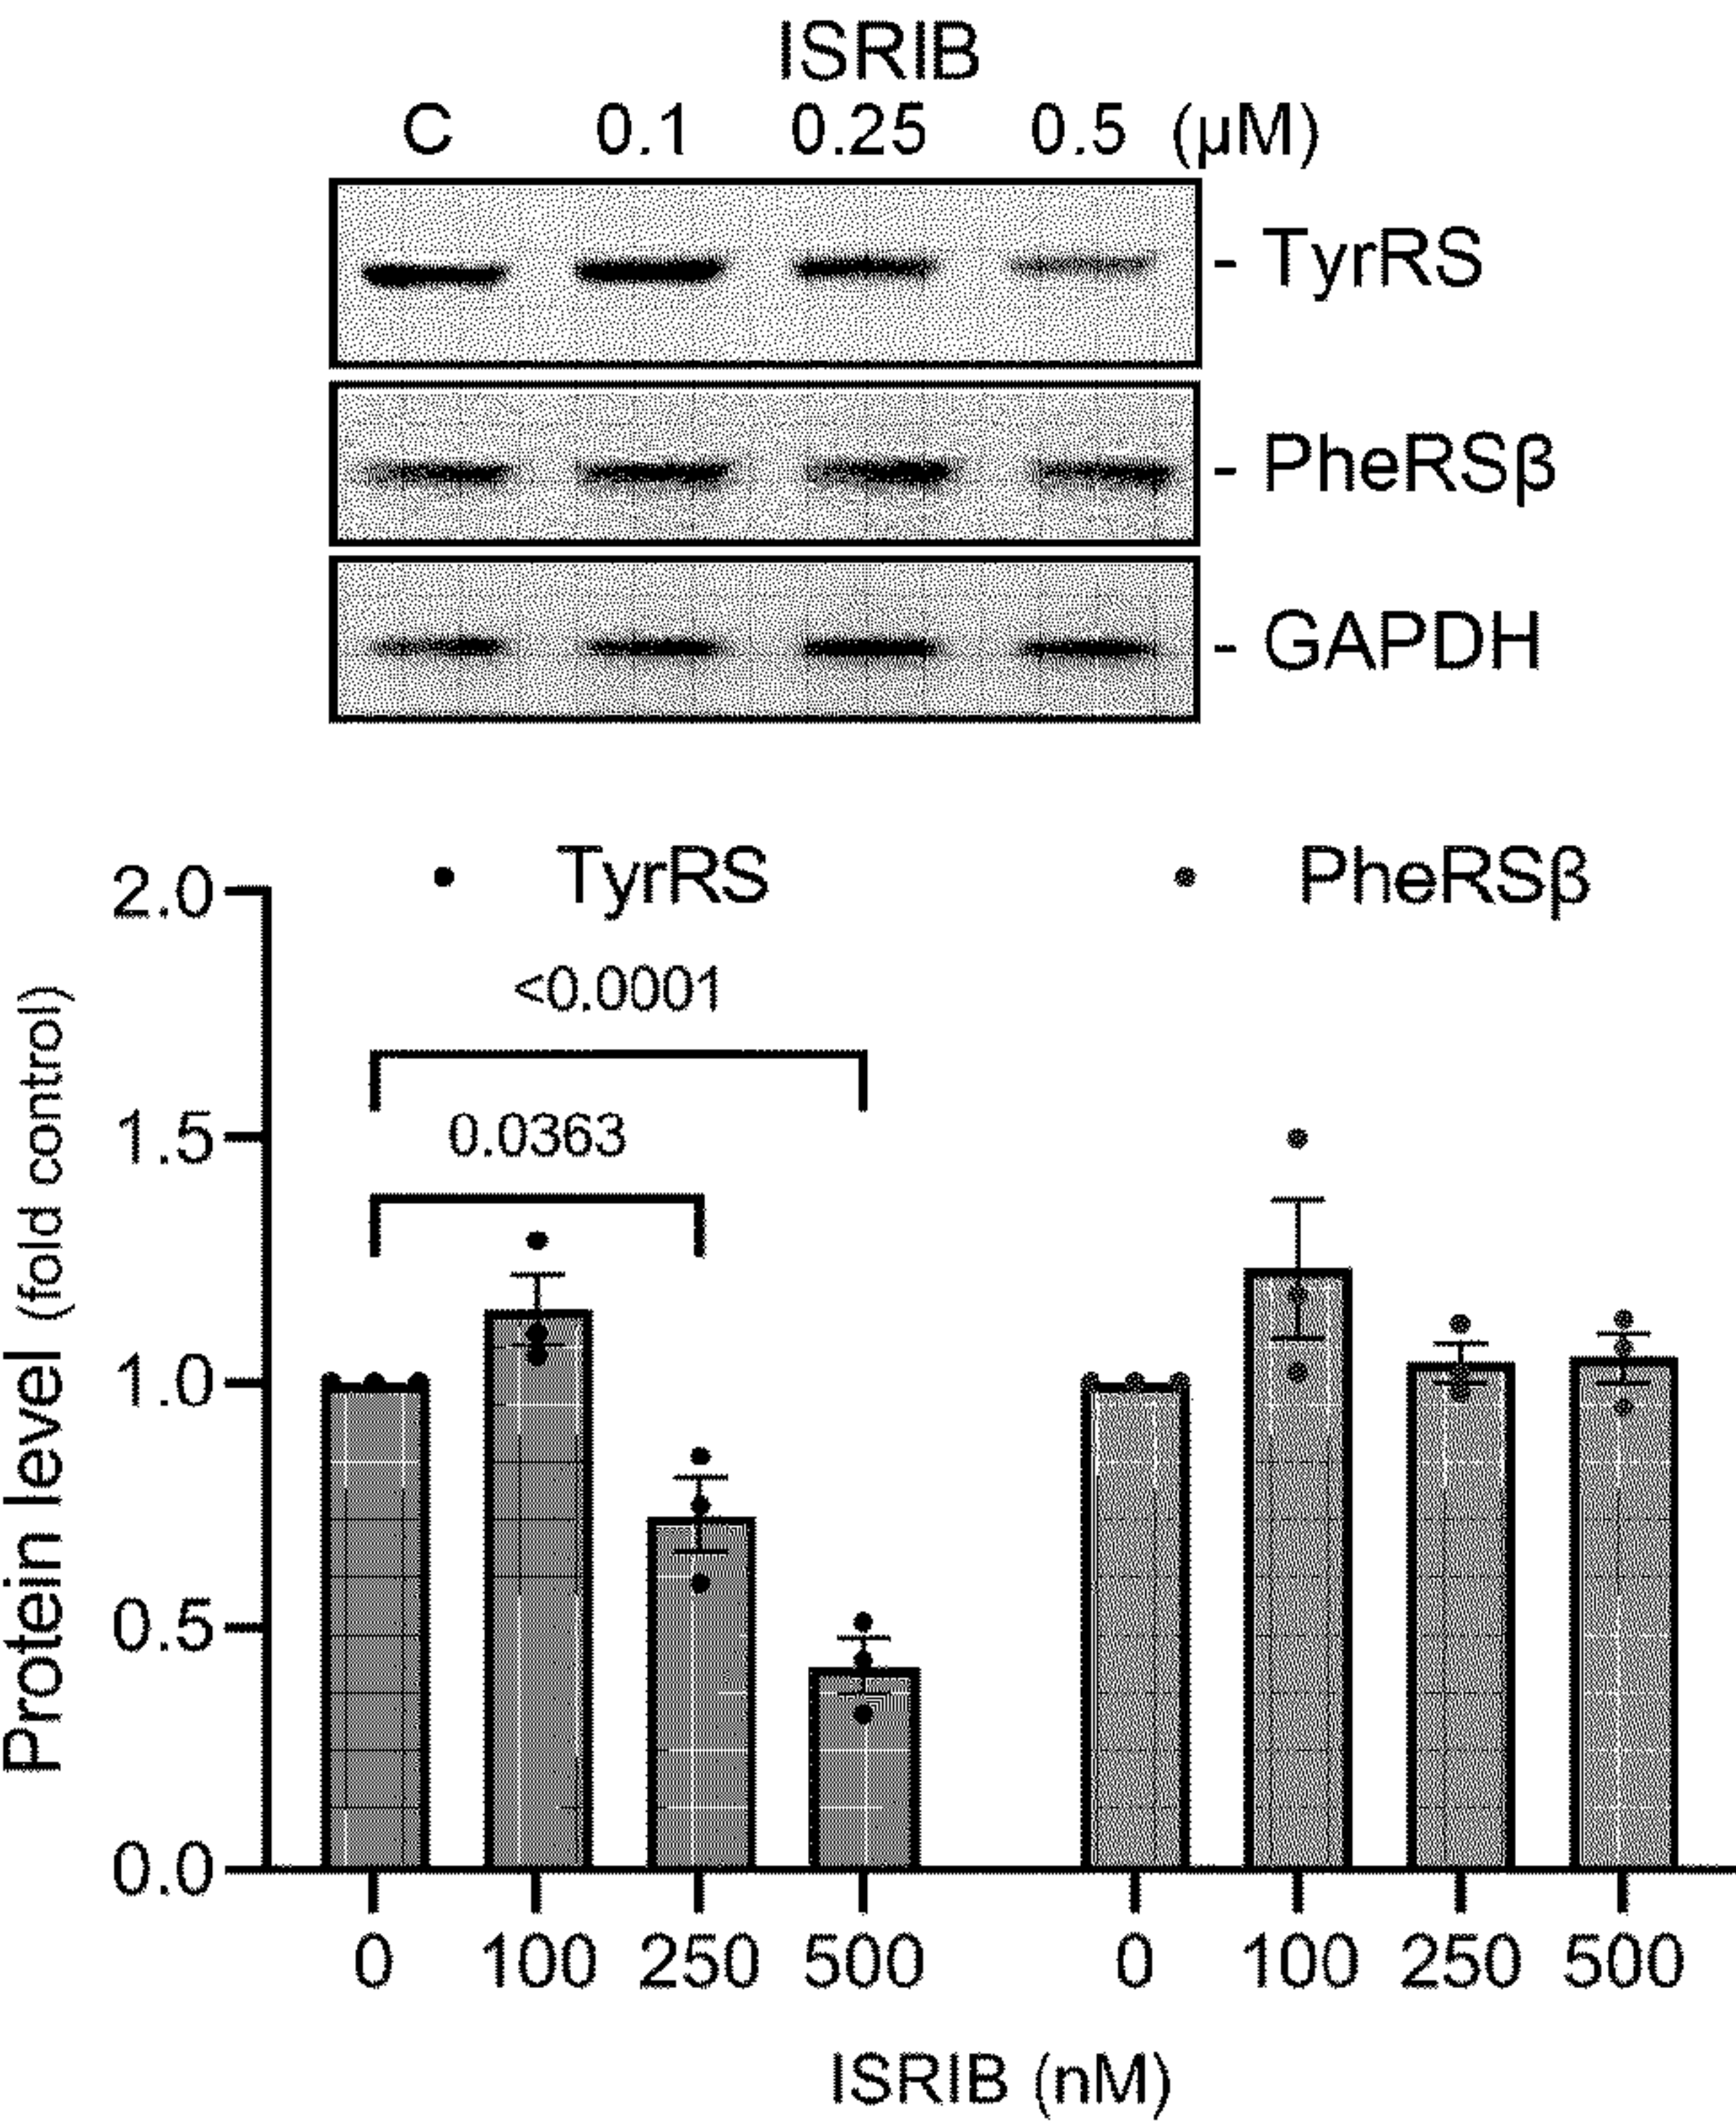 ISRIB
C 0.1 0.25 0.5 (µM)
- TyrRS
- PheRSβ
- GAPDH
TyrRS PheRSβ
2.0
<0.0001
1.5
0.0363
1.0
0.5
0.0
Protein level (fold control)
0 100 250 500 0 100 250 500
ISRIB (nM)